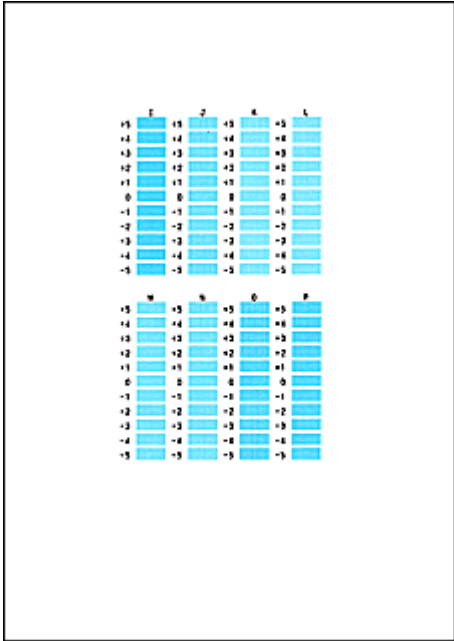 I J K L
+5 +5 +5 +5
+4 +4 +4 +4
+3 +3 +3 +3
+2 +2 +2 +2
+1 +1 +1 +1
0 0 0 0
-1 -1 -1 -1
-2 -2 -2 -2
-3 -3 -3 -3
-4 -4 -4 -4
-5 -5 -5 -5
M N O P
+5 +5 +5 +5
+4 +4 +4 +4
+3 +3 +3 +3
+2 +2 +2 +2
+1 +1 +1 +1
0 0 0 0
-1 -1 -1 -1
-2 -2 -2 -2
-3 -3 -3 -3
-4 -4 -4 -4
-5 -5 -5 -5